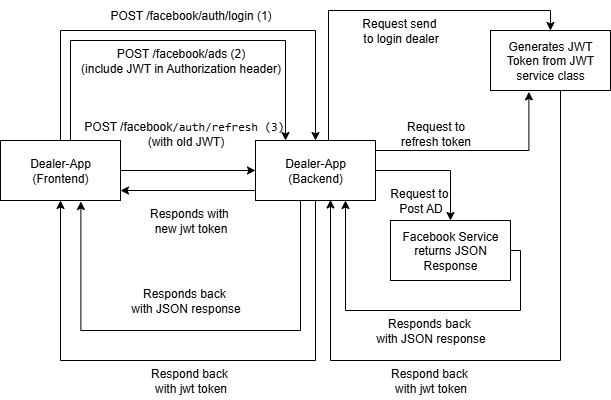 POST /facebook/auth/login (1)
Request send
to login dealer
Generates JWT
Token from JWT
service class
POST /facebook/ads (2)
(include JWT in Authorization header)
POST /facebook/auth/refresh (3)
(with old JWT)
Request to
refresh token
Dealer-App
(Frontend)
Dealer-App
(Backend)
Request to
Post AD
Responds with
new jwt token
Facebook Service
returns JSON
Response
Responds back
with JSON response
Responds back
with JSON response
Respond back
with jwt token
Respond back
with jwt token